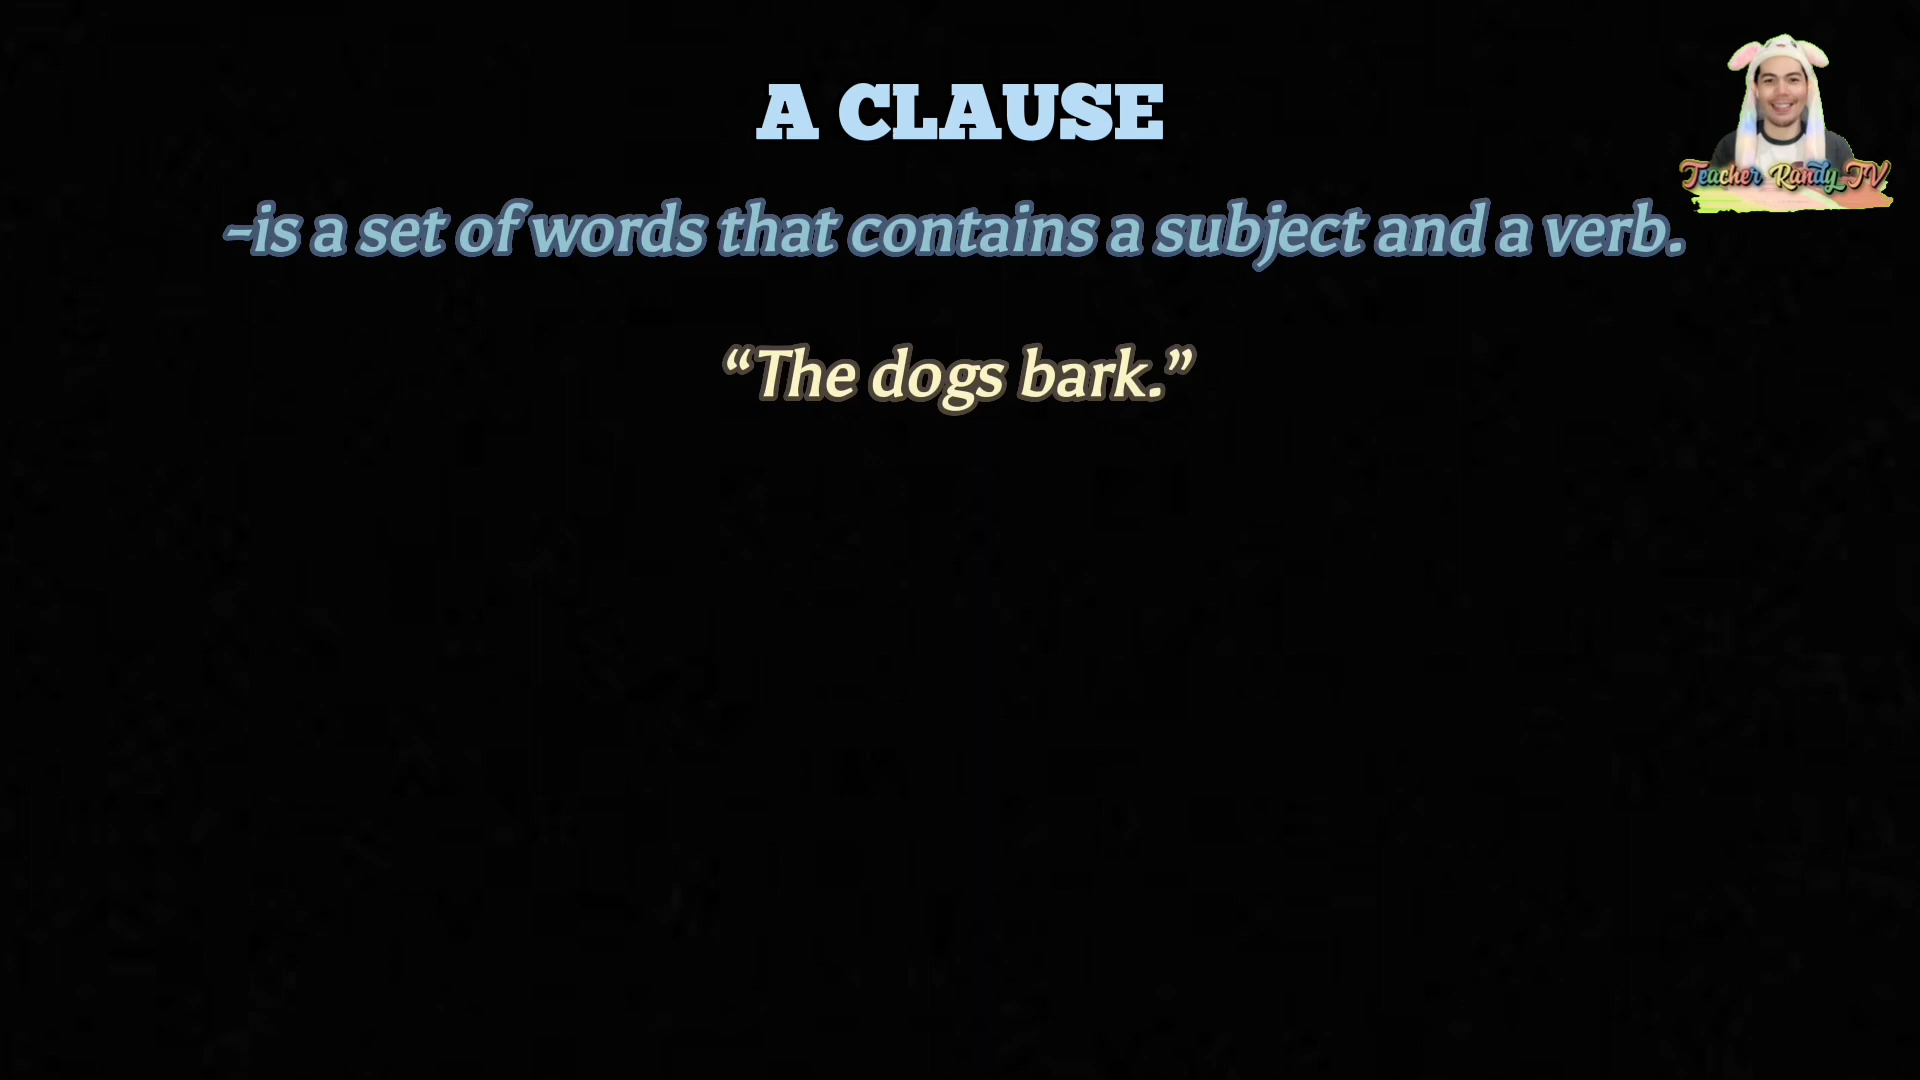 A CLAUSE
Teacher Randy TV
-is a set of words that contains a subject and a verb.
“The dogs bark.”